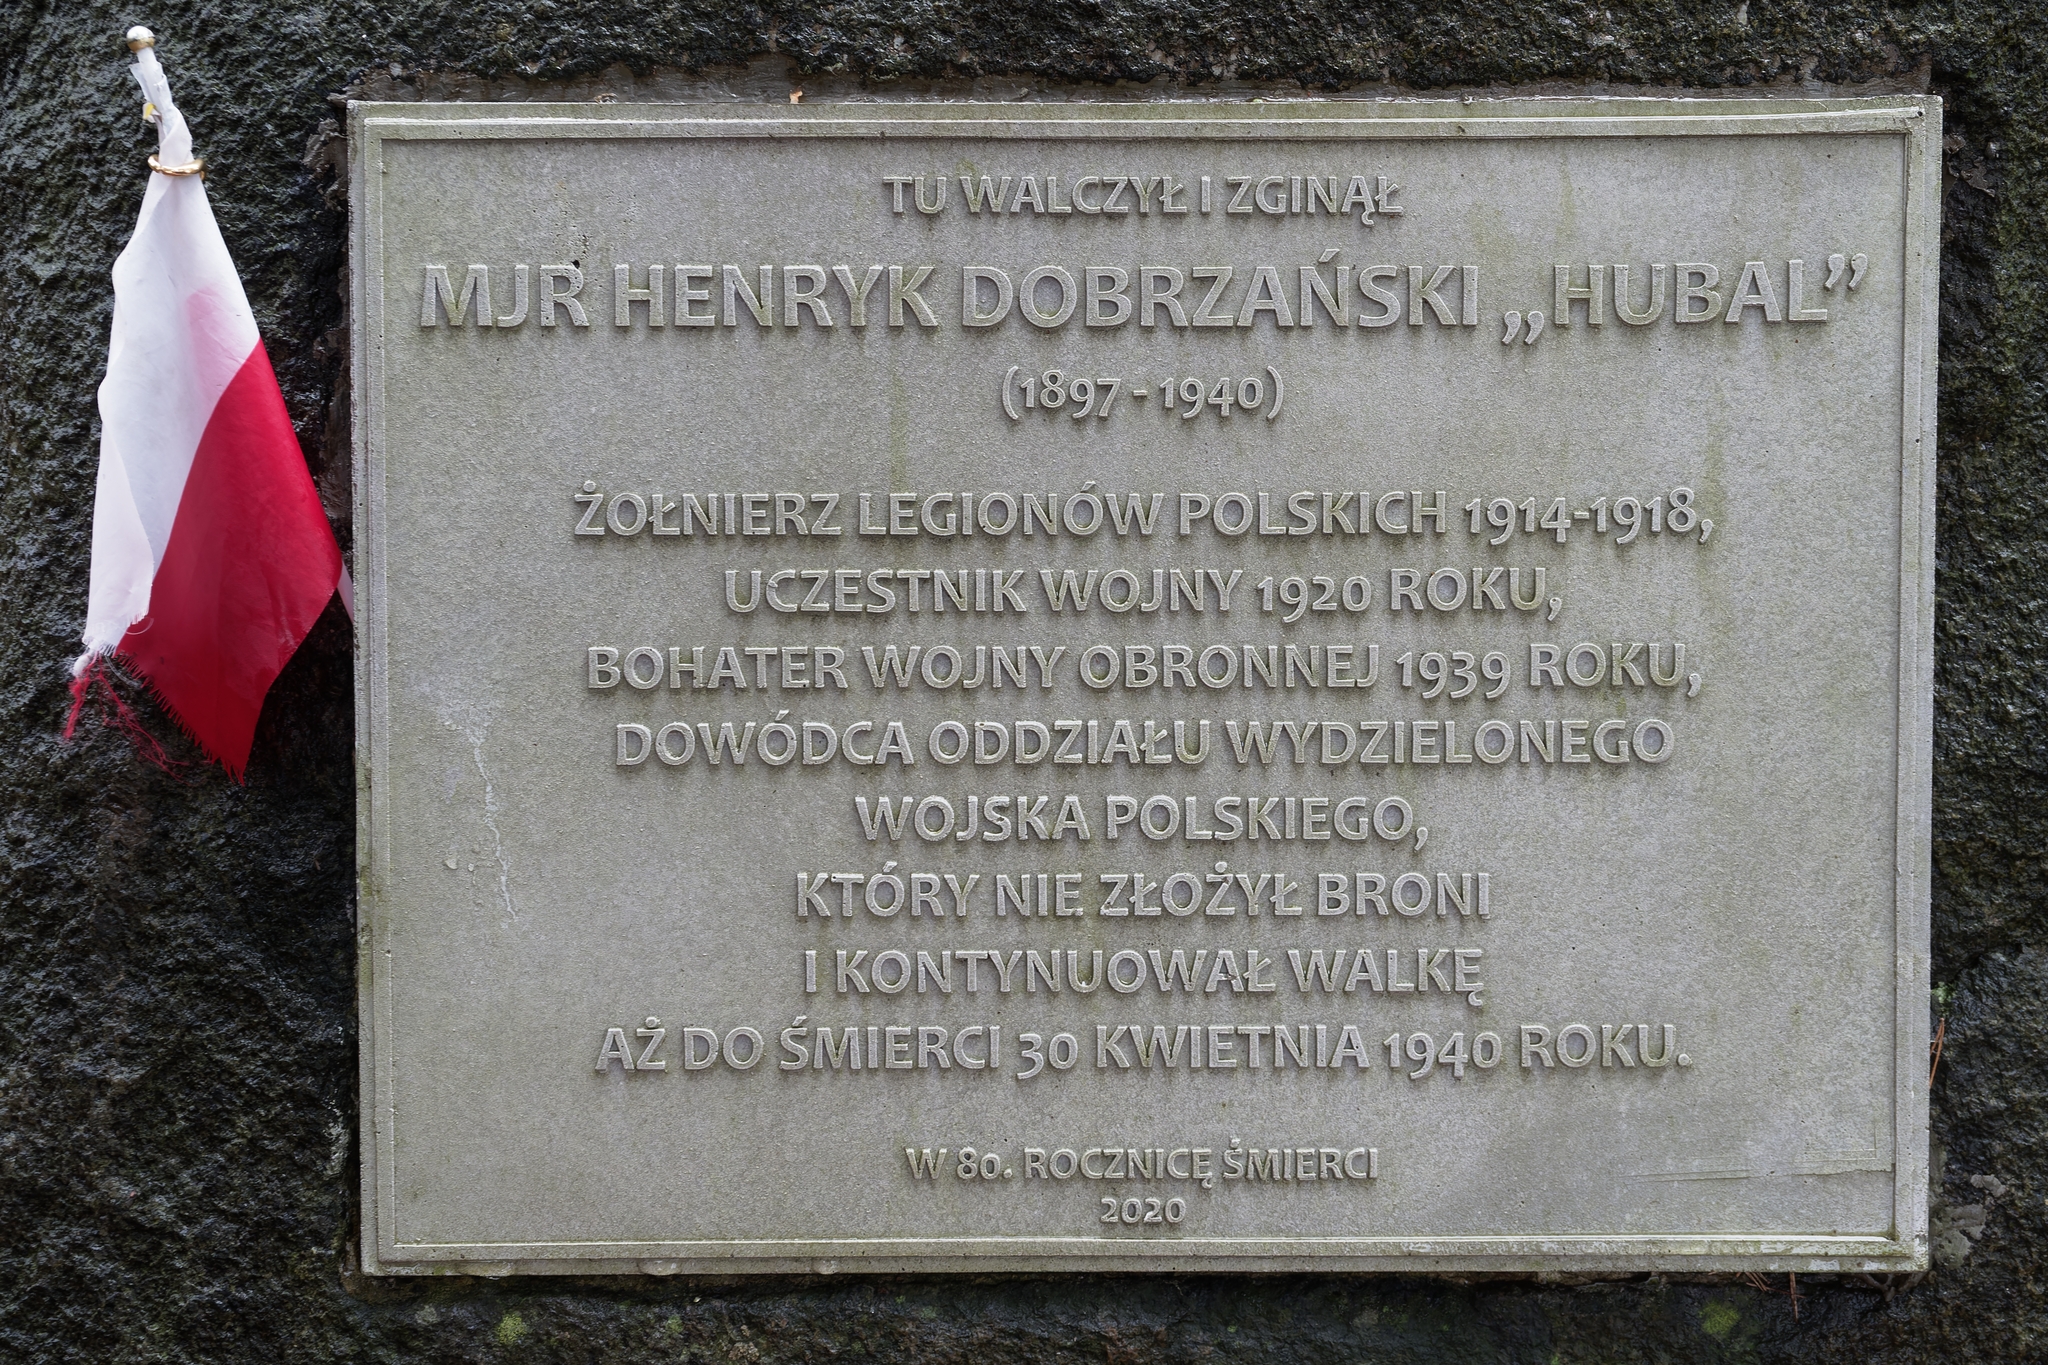 TU WALCZYŁ I ZGINĄŁ
MJR HENRYK DOBRZAŃSKI „HUBAL”
(1897 - 1940)
ŻOŁNIERZ LEGIONÓW POLSKICH 1914-1918,
UCZESTNIK WOJNY 1920 ROKU,
BOHATER WOJNY OBRONNEJ 1939 ROKU,
DOWÓDCA ODDZIAŁU WYDZIELONEGO
WOJSKA POLSKIEGO,
KTÓRY NIE ZŁOŻYŁ BRONI
I KONTYNUOWAŁ WALKĘ
AŻ DO ŚMIERCI 30 KWIETNIA 1940 ROKU.
W 80. ROCZNICĘ ŚMIERCI
2020